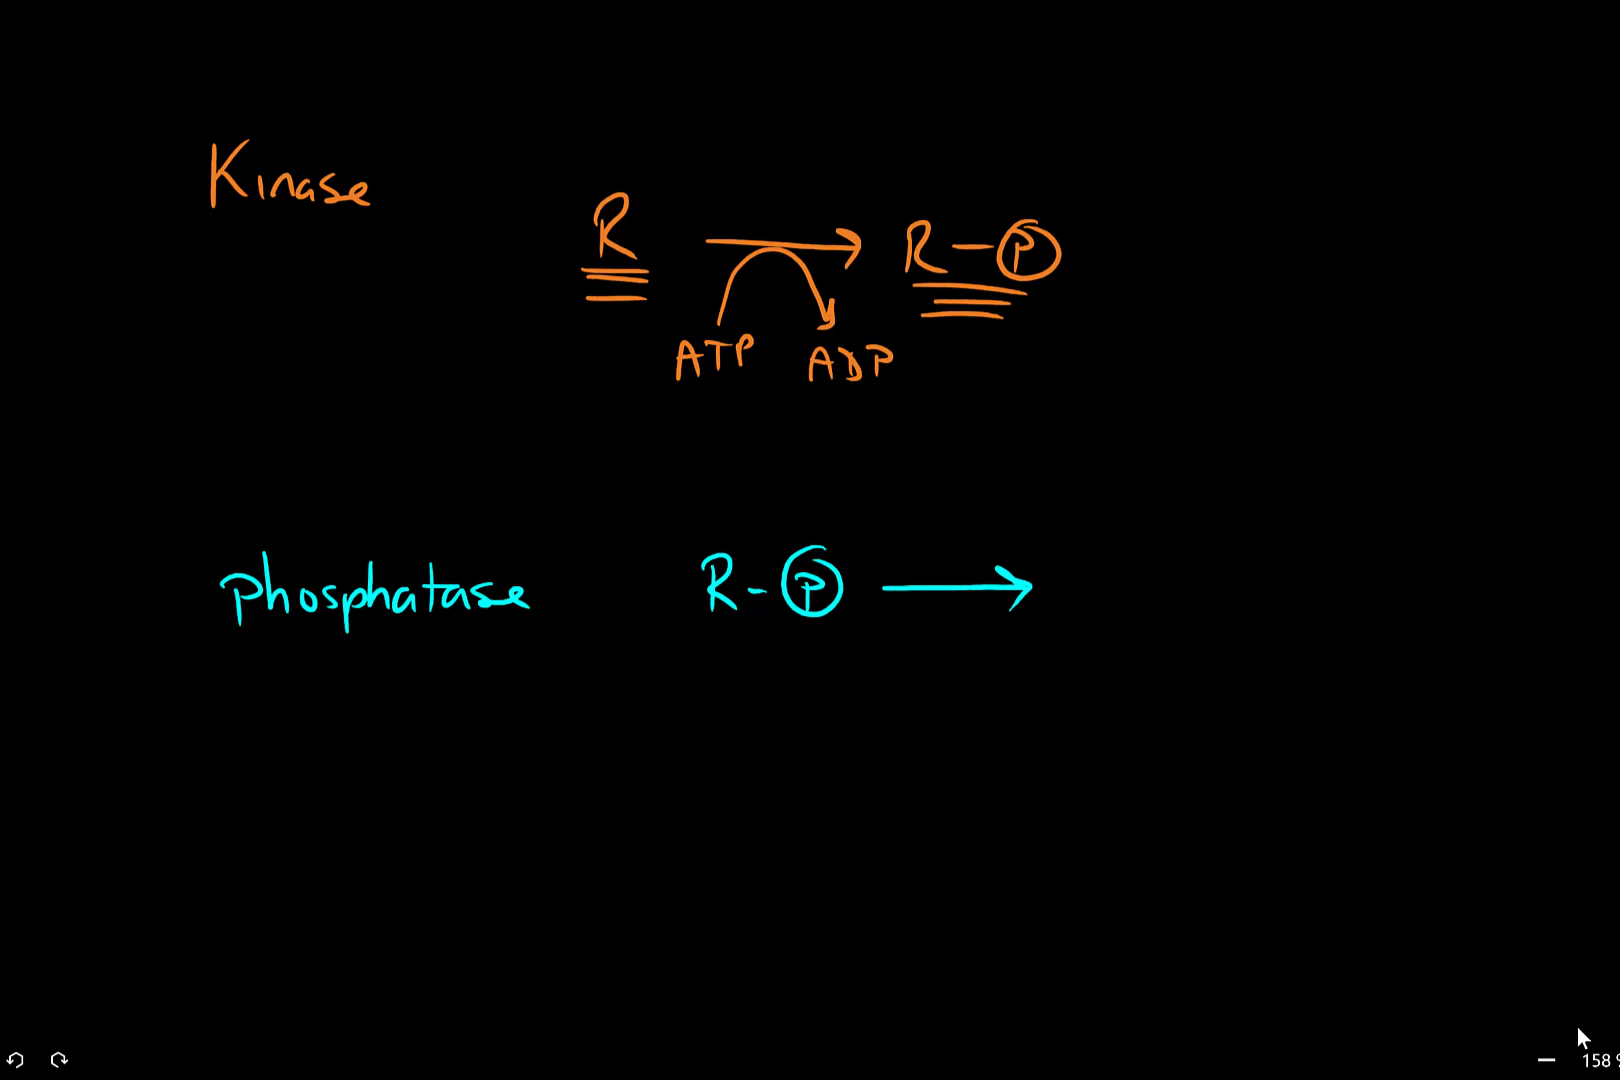 Kinase
R → R-P
ATP ADP
phosphatase R-P →
158 %